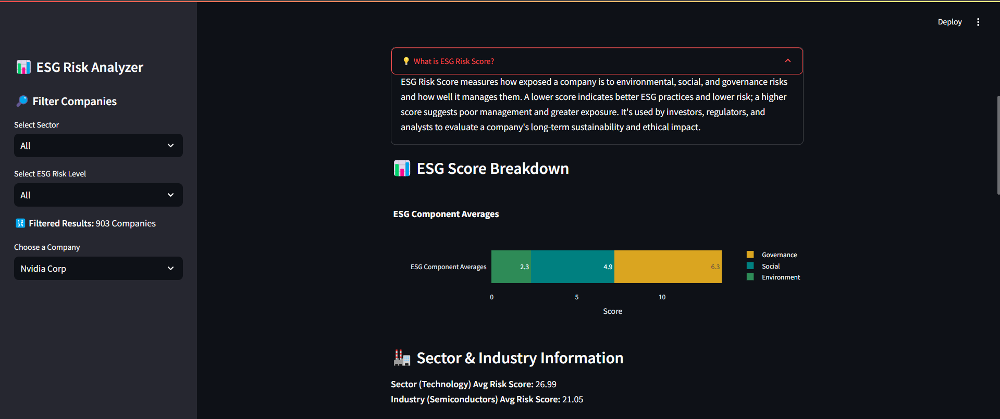 Deploy
ESG Risk Analyzer
Filter Companies
Select Sector
All
Select ESG Risk Level
All
Filtered Results: 903 Companies
Choose a Company
Nvidia Corp
What is ESG Risk Score?
ESG Risk Score measures how exposed a company is to environmental, social, and governance risks
and how well it manages them. A lower score indicates better ESG practices and lower risk; a higher
score suggests poor management and greater exposure. It's used by investors, regulators, and
analysts to evaluate a company's long-term sustainability and ethical impact.
ESG Score Breakdown
ESG Component Averages
ESG Component Averages
2.3
4.9
6.3
Governance
Social
Environment
0
5
10
Score
Sector & Industry Information
Sector (Technology) Avg Risk Score: 26.99
Industry (Semiconductors) Avg Risk Score: 21.05